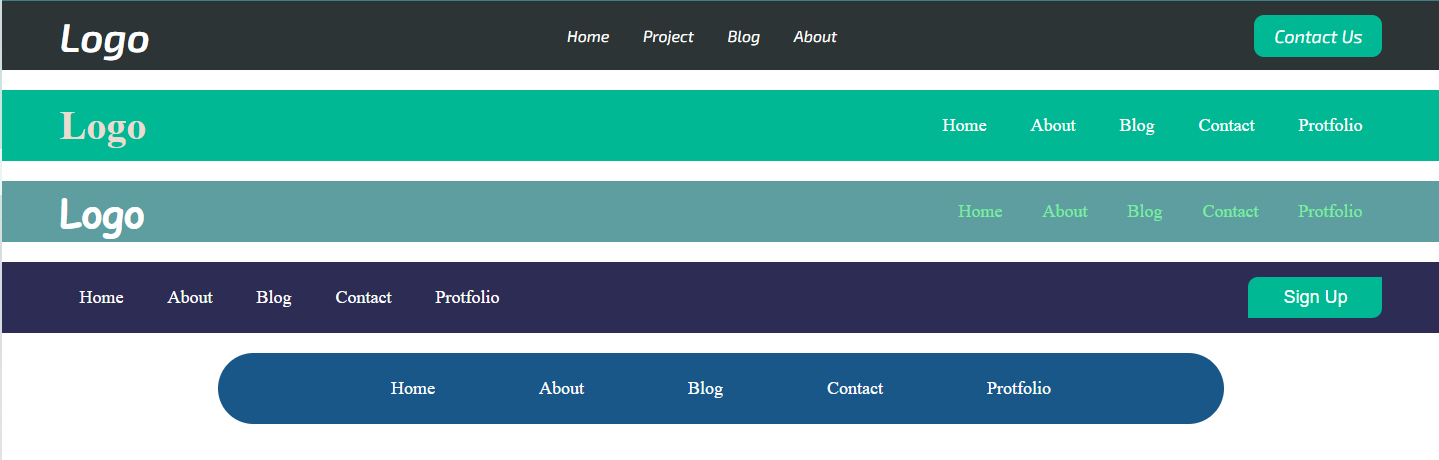 Logo Home Project Blog About Contact Us
Logo Home About Blog Contact Protfolio
Logo Home About Blog Contact Protfolio
Home About Blog Contact Protfolio Sign Up
Home About Blog Contact Protfolio